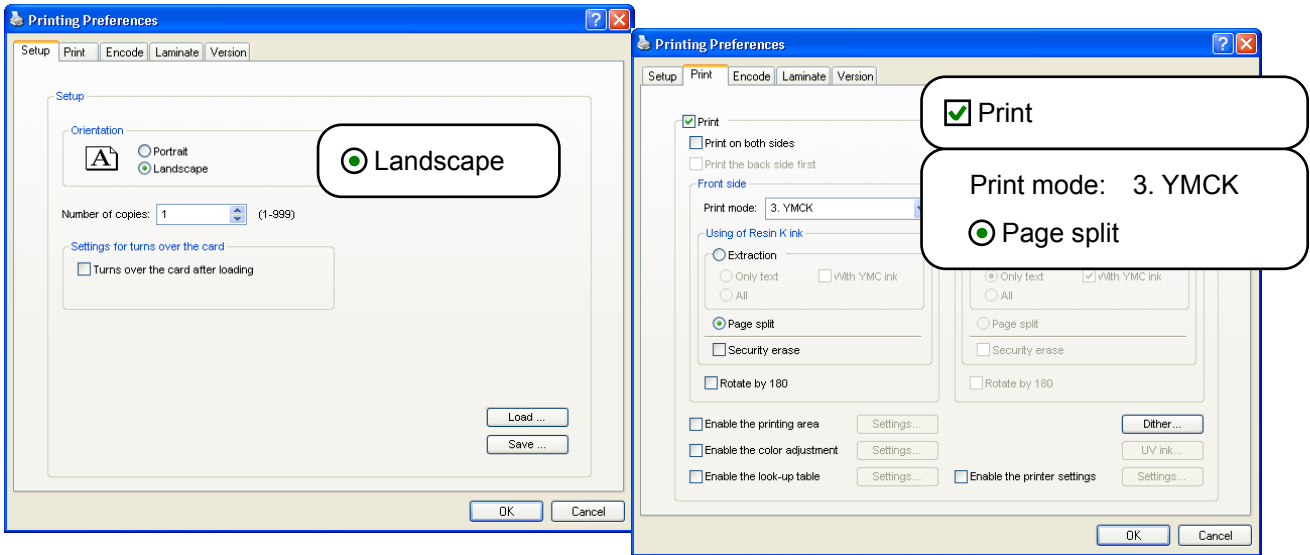 Printing Preferences
Setup Print Encode Laminate Version
Setup
Orientation
A
Portrait
Landscape
Landscape
Number of copies: 1 (1-999)
Settings for turns over the card
Turns over the card after loading
Load ...
Save ...
OK Cancel
Printing Preferences
Setup Print Encode Laminate Version
Print
Print
Print on both sides
Print the back side first
Front side
Print mode: 3. YMCK
Print mode: 3. YMCK
Page split
Using of Resin K ink
Extraction
Only text With YMC ink Only text With YMC ink
All All
Page split Page split
Security erase Security erase
Rotate by 180 Rotate by 180
Enable the printing area Settings... Dither...
Enable the color adjustment Settings... UV ink...
Enable the look-up table Settings... Enable the printer settings Settings...
OK Cancel